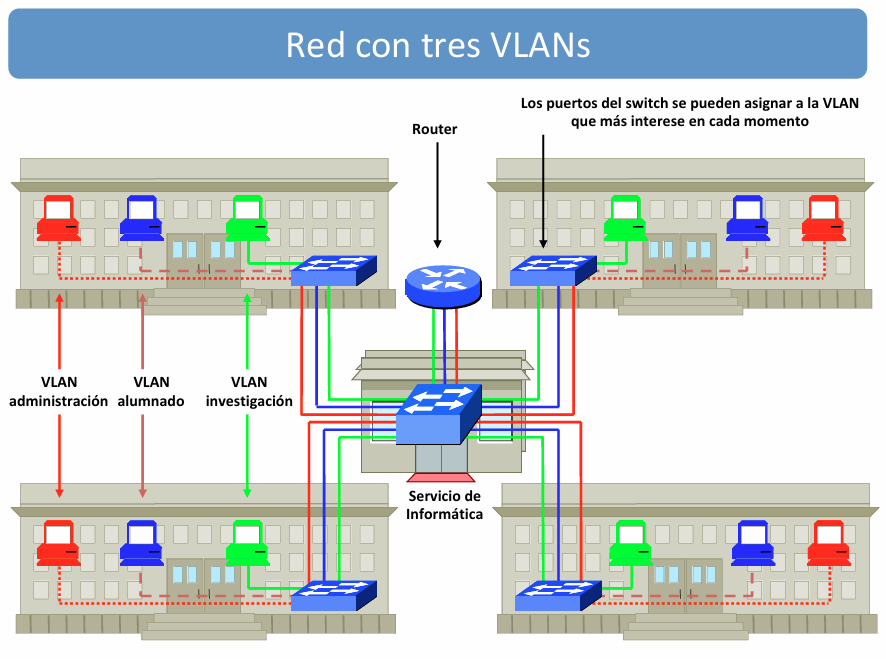 Red con tres VLANs
Los puertos del switch se pueden asignar a la VLAN
que más interese en cada momento
Router
VLAN
administración
VLAN
alumnado
VLAN
investigación
Servicio de
Informática